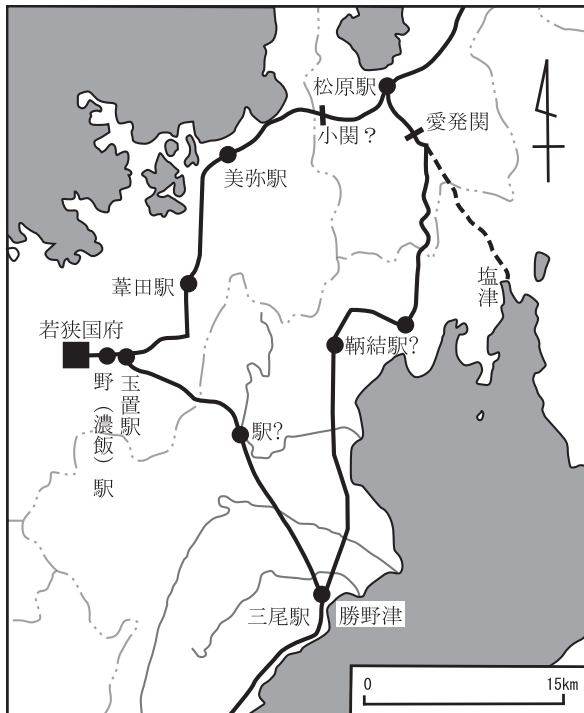 松原駅
愛発関
小関？
美弥駅
塩津
葦田駅
若狭国府
鞆結駅?
玉置駅
野（濃飯）駅
駅?
三尾駅
勝野津
0 15km